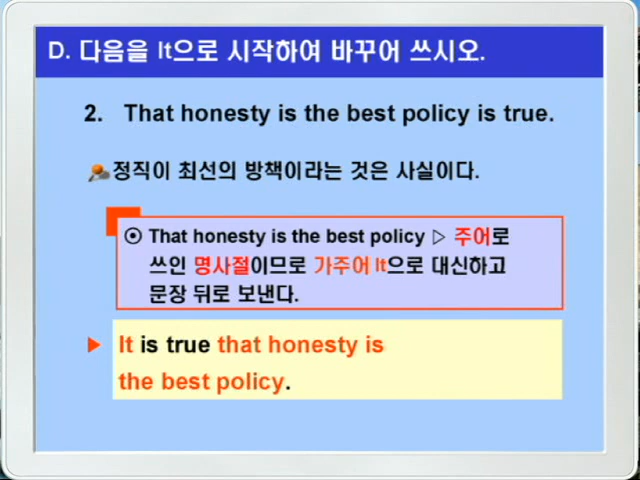 D. 다음을 It으로 시작하여 바꾸어 쓰시오.
2. That honesty is the best policy is true.
정직이 최선의 방책이라는 것은 사실이다.
⊙ That honesty is the best policy ▷ 주어로
쓰인 명사절이므로 가주어 It으로 대신하고
문장 뒤로 보낸다.
▶ It is true that honesty is
the best policy.